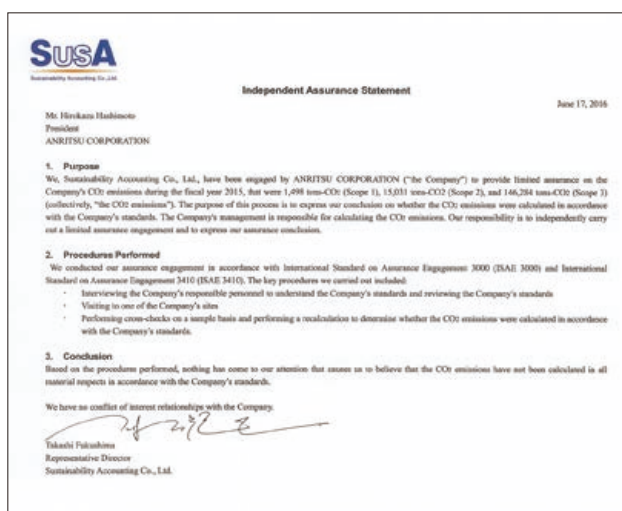 SUSA
Sustainability Accounting Co.,Ltd.
Independent Assurance Statement
June 17, 2016
Mr. Hirokazu Hashimoto
President
ANRITSU CORPORATION
1. Purpose
We, Sustainability Accounting Co., Ltd., have been engaged by ANRITSU CORPORATION ("the Company") to provide limited assurance on the
Company's CO2 emissions during the fiscal year 2015, that were 1,498 tons-CO2 (Scope 1), 15,031 tons-CO2 (Scope 2), and 146,284 tons-CO2 (Scope 3)
(collectively, "the CO2 emissions"). The purpose of this process is to express our conclusion on whether the CO2 emissions were calculated in accordance
with the Company's standards. The Company's management is responsible for calculating the CO2 emissions. Our responsibility is to independently carry
out a limited assurance engagement and to express our assurance conclusion.
2. Procedures Performed
We conducted our assurance engagement in accordance with International Standard on Assurance Engagement 3000 (ISAE 3000) and International
Standard on Assurance Engagement 3410 (ISAE 3410). The key procedures we carried out included:
· Interviewing the Company's responsible personnel to understand the Company's standards and reviewing the Company's standards
· Visiting to one of the Company's sites
· Performing cross-checks on a sample basis and performing a recalculation to determine whether the CO2 emissions were calculated in accordance
with the Company's standards.
3. Conclusion
Based on the procedures performed, nothing has come to our attention that causes us to believe that the CO2 emissions have not been calculated in all
material respects in accordance with the Company's standards.
We have no conflict of interest relationships with the Company.
Takashi Fukushima
Representative Director
Sustainability Accounting Co., Ltd.